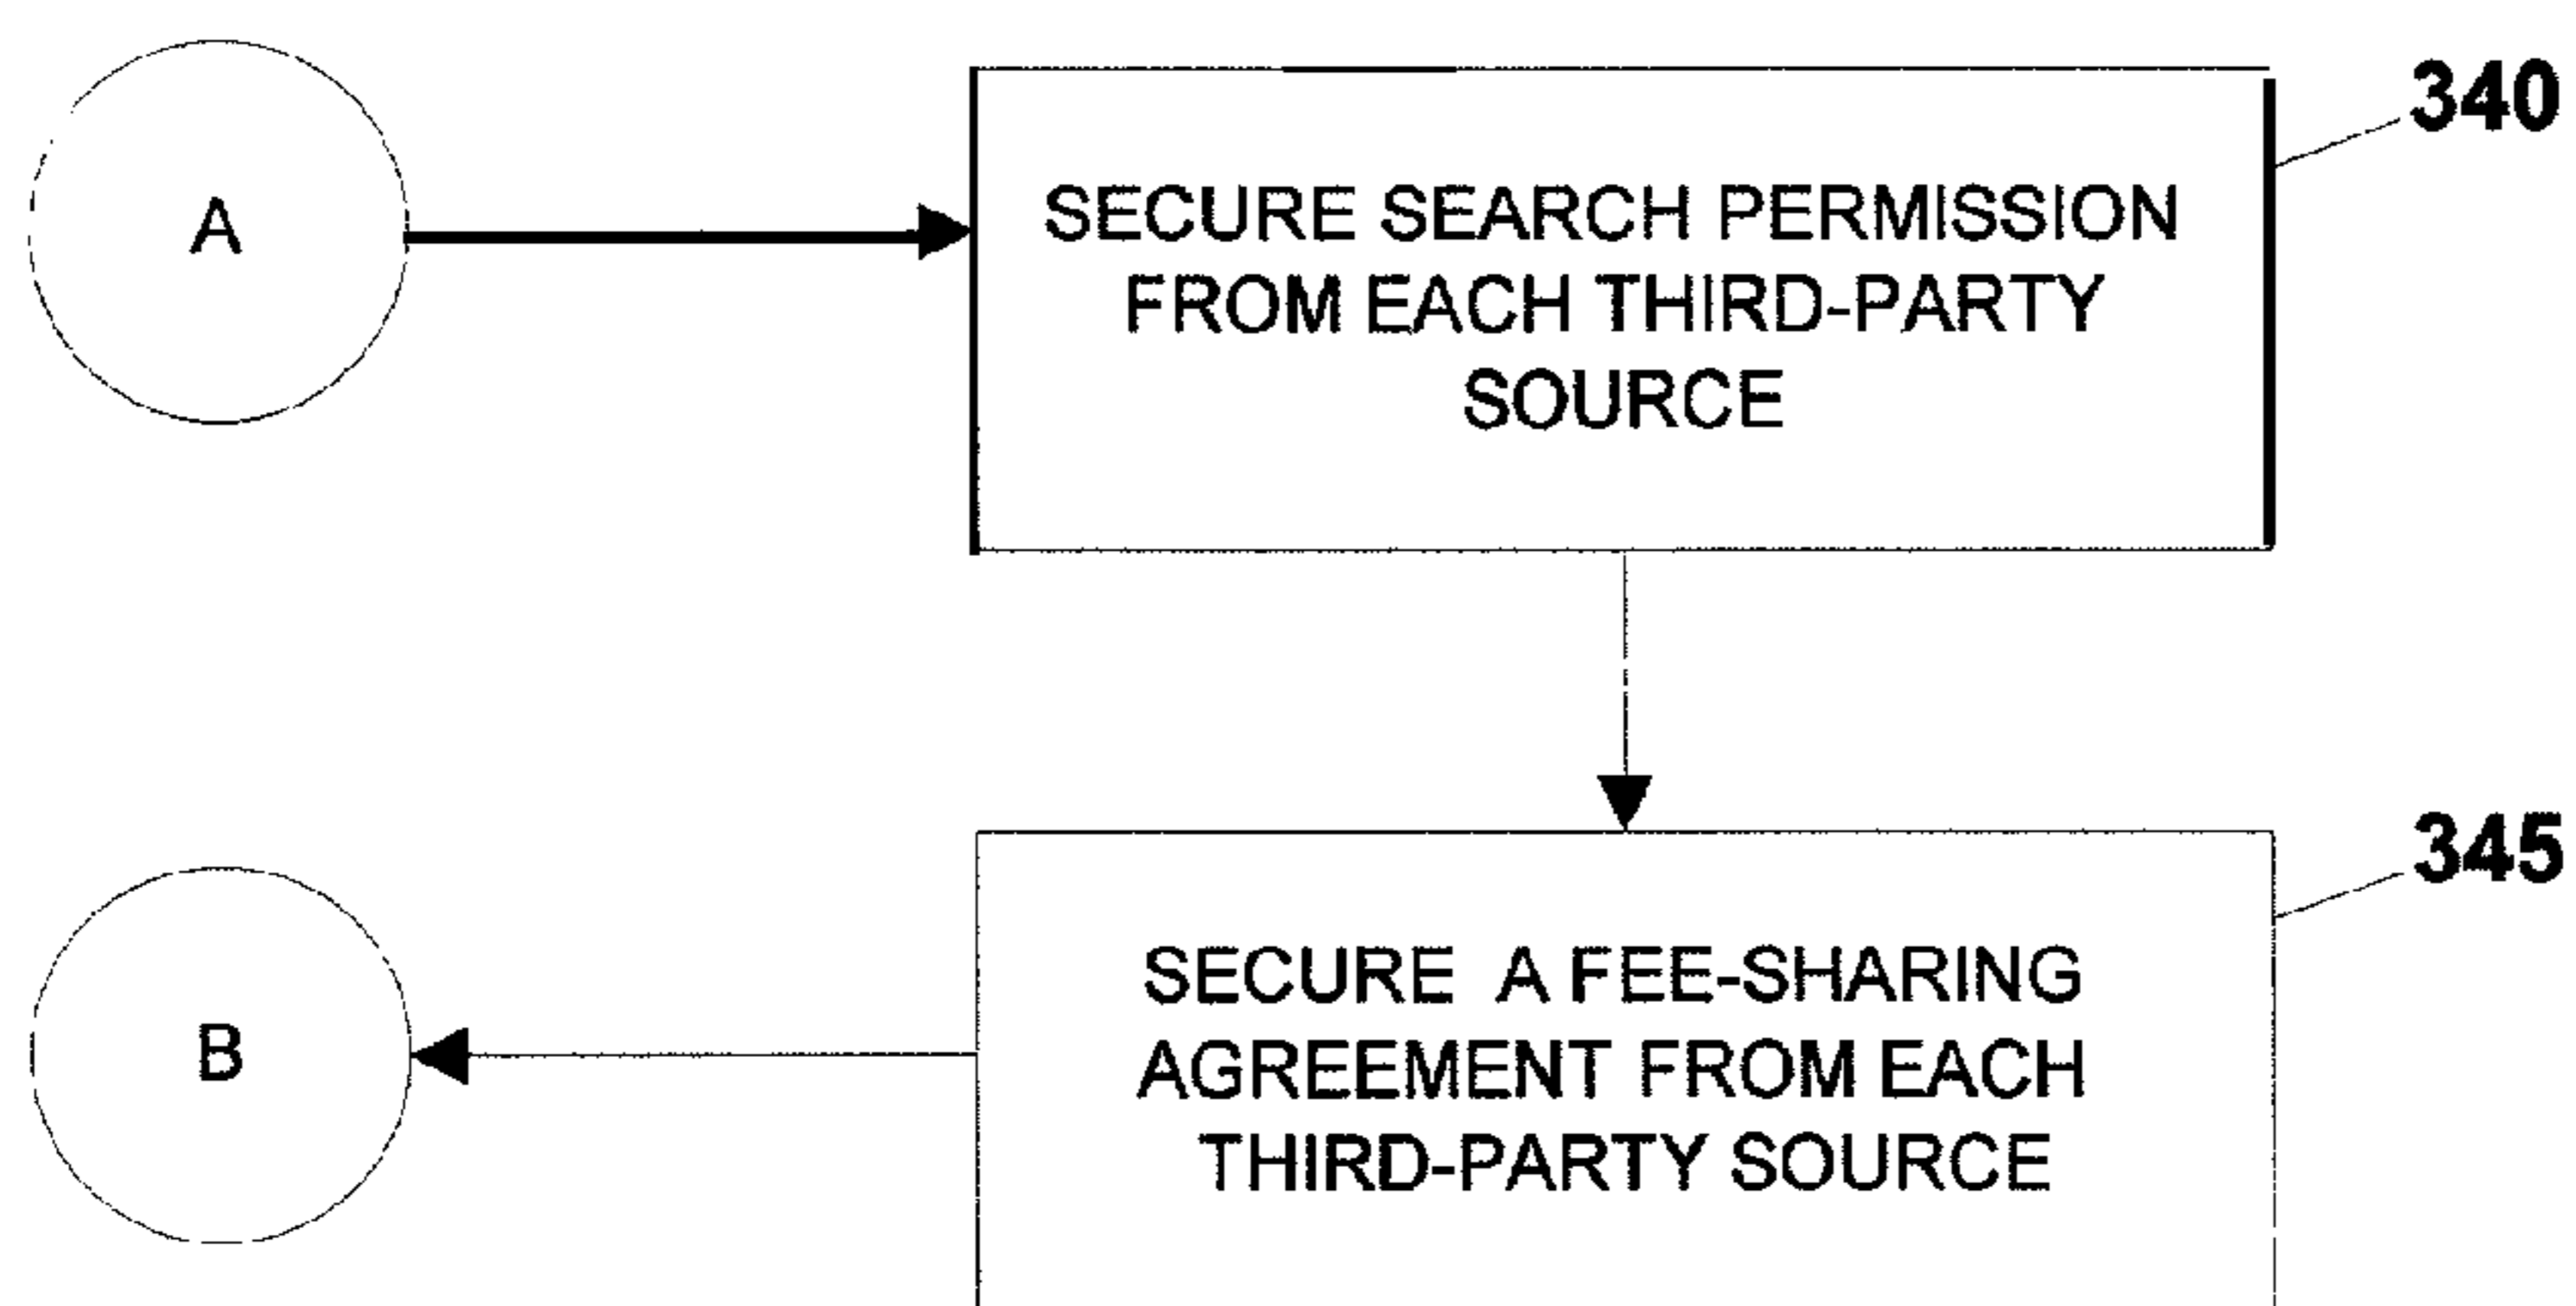 340
A
SECURE SEARCH PERMISSION
FROM EACH THIRD-PARTY
SOURCE
345
B
SECURE A FEE-SHARING
AGREEMENT FROM EACH
THIRD-PARTY SOURCE